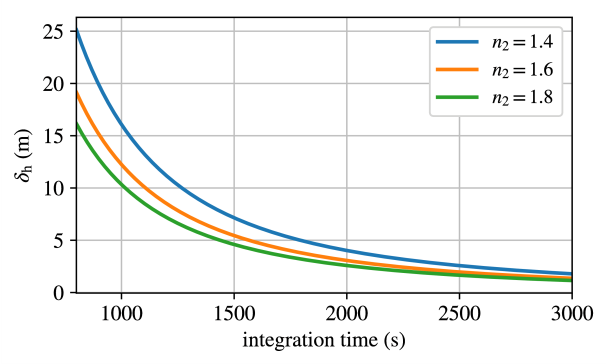 25
20
15
10
5
0
δh (m)
n2 = 1.4
n2 = 1.6
n2 = 1.8
1000 1500 2000 2500 3000
integration time (s)